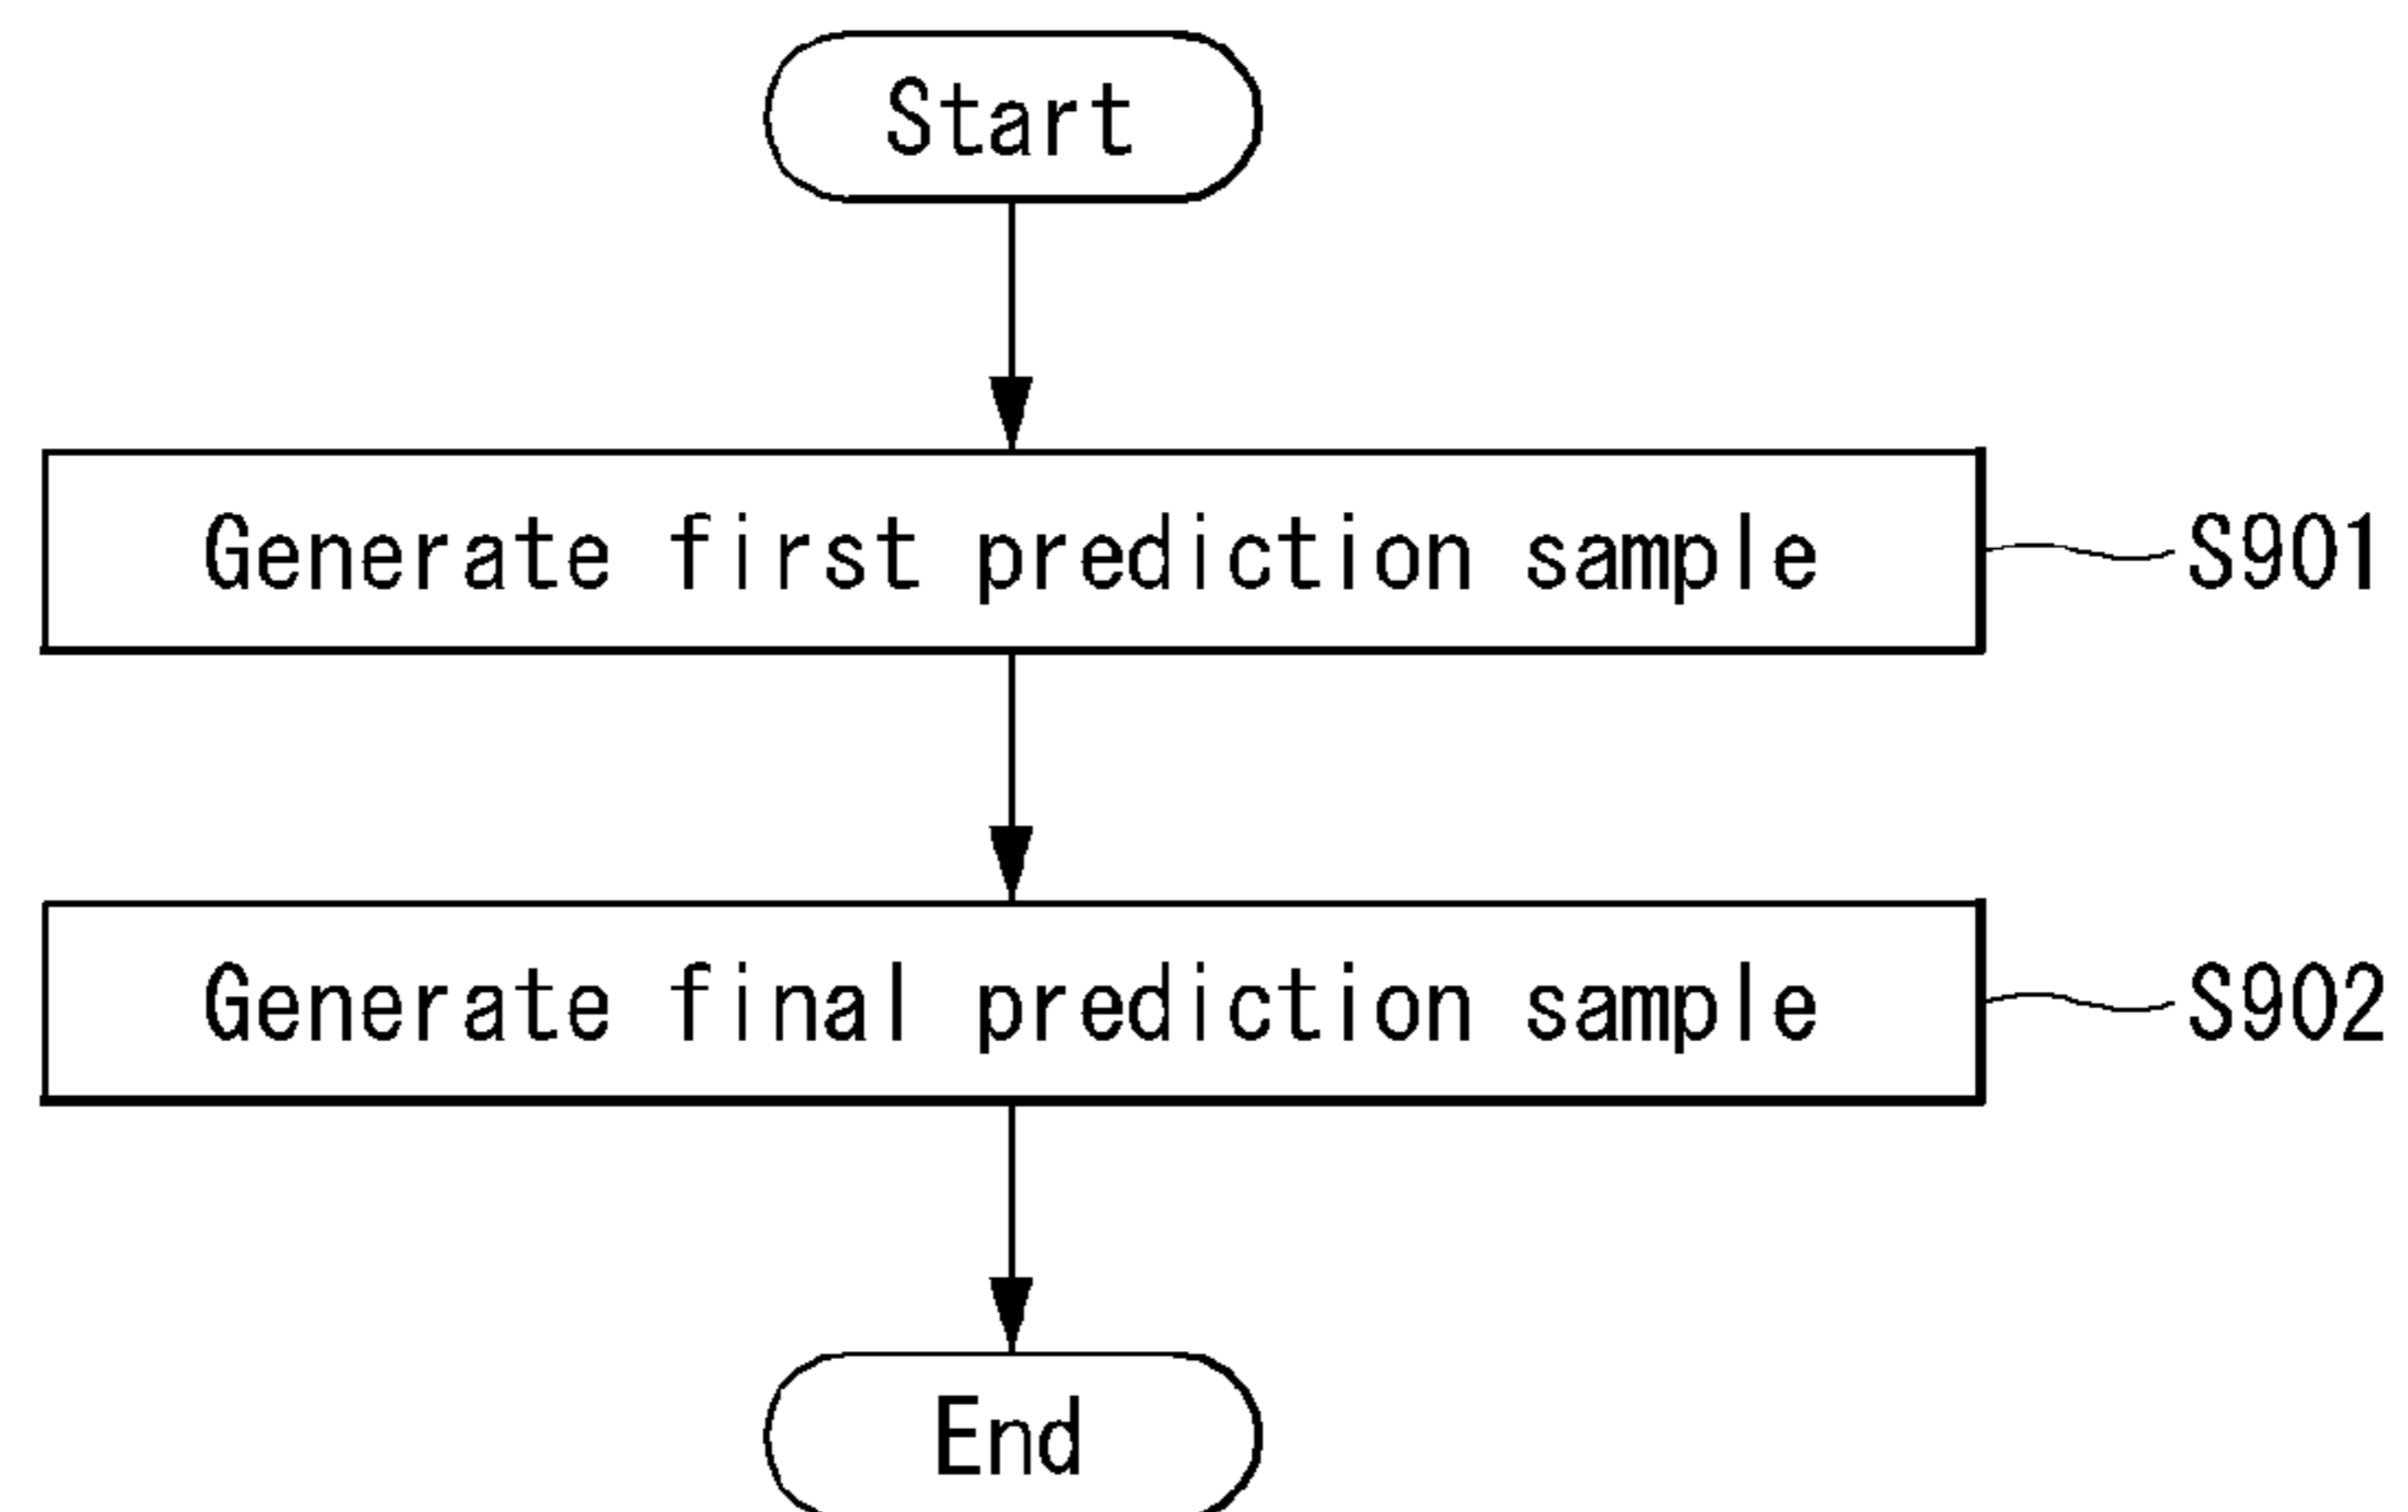 Start
Generate first prediction sample
S901
Generate final prediction sample
S902
End